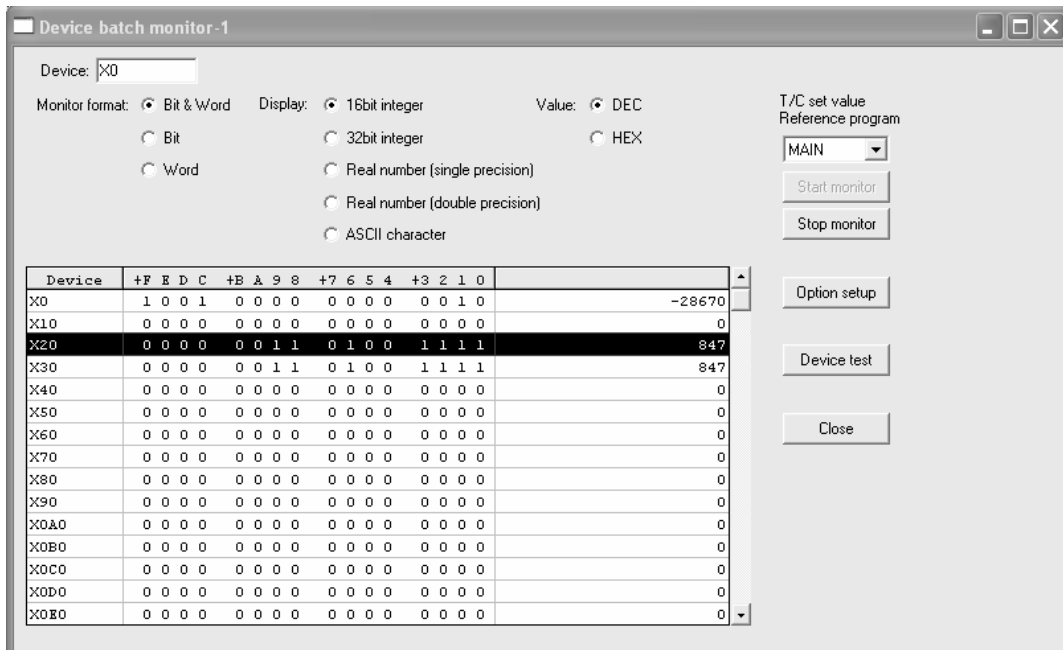 Device batch monitor-1
Device: X0
Monitor format: Bit & Word Display: 16bit integer Value: DEC T/C set value
Reference program
Bit 32bit integer HEX
MAIN
Word Real number (single precision)
Start monitor
Real number (double precision)
Stop monitor
ASCII character
Device +F E D C +B A 9 8 +7 6 5 4 +3 2 1 0
X0 1 0 0 1 0 0 0 0 0 0 0 0 0 0 1 0 -28670
Option setup
X10 0 0 0 0 0 0 0 0 0 0 0 0 0 0 0 0 0
X20 0 0 0 0 0 0 1 1 0 1 0 0 1 1 1 1 847
Device test
X30 0 0 0 0 0 0 1 1 0 1 0 0 1 1 1 1 847
X40 0 0 0 0 0 0 0 0 0 0 0 0 0 0 0 0 0
X50 0 0 0 0 0 0 0 0 0 0 0 0 0 0 0 0 0
X60 0 0 0 0 0 0 0 0 0 0 0 0 0 0 0 0 0
Close
X70 0 0 0 0 0 0 0 0 0 0 0 0 0 0 0 0 0
X80 0 0 0 0 0 0 0 0 0 0 0 0 0 0 0 0 0
X90 0 0 0 0 0 0 0 0 0 0 0 0 0 0 0 0 0
X0A0 0 0 0 0 0 0 0 0 0 0 0 0 0 0 0 0 0
X0B0 0 0 0 0 0 0 0 0 0 0 0 0 0 0 0 0 0
X0C0 0 0 0 0 0 0 0 0 0 0 0 0 0 0 0 0 0
X0D0 0 0 0 0 0 0 0 0 0 0 0 0 0 0 0 0 0
X0E0 0 0 0 0 0 0 0 0 0 0 0 0 0 0 0 0 0